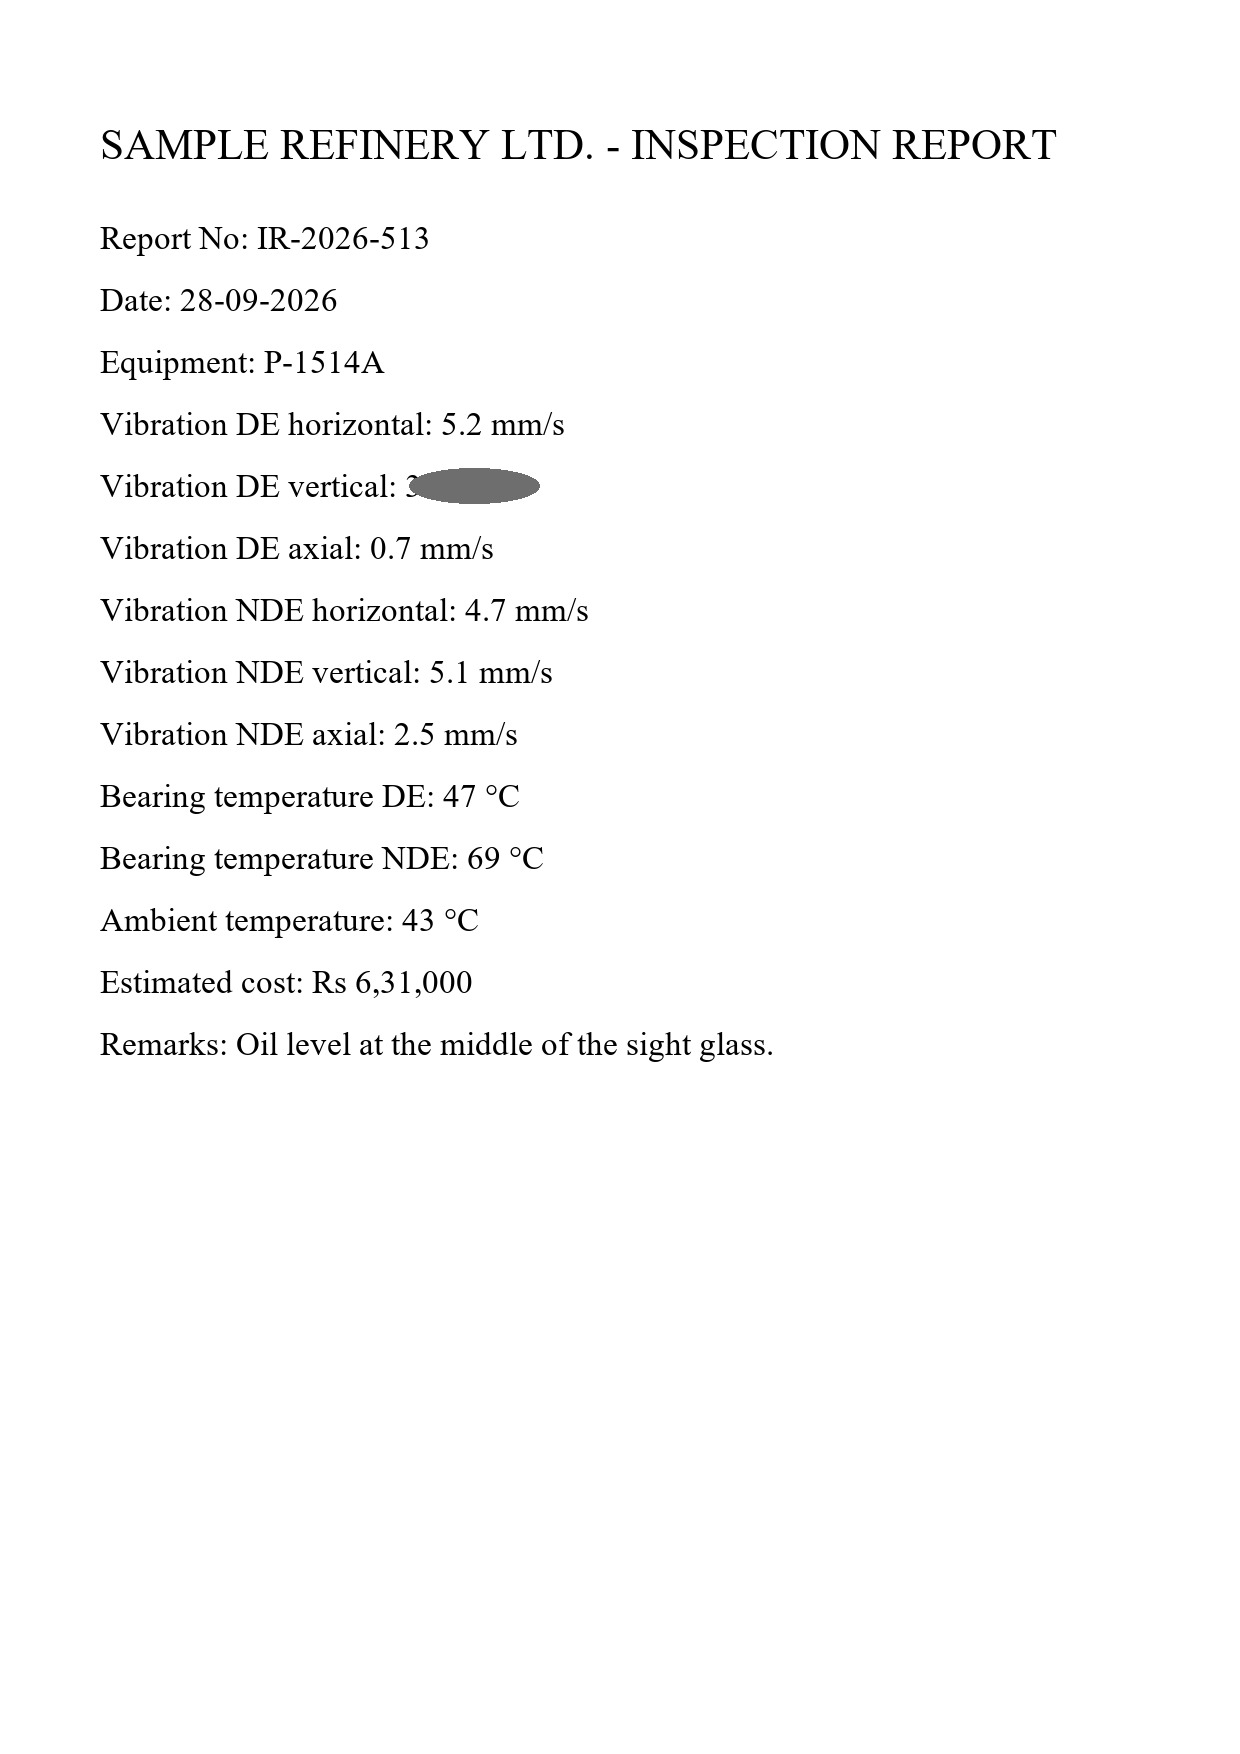 SAMPLE REFINERY LTD. - INSPECTION REPORT
Report No: IR-2026-513
Date: 28-09-2026
Equipment: P-1514A
Vibration DE horizontal: 5.2 mm/s
Vibration DE vertical:
Vibration DE axial: 0.7 mm/s
Vibration NDE horizontal: 4.7 mm/s
Vibration NDE vertical: 5.1 mm/s
Vibration NDE axial: 2.5 mm/s
Bearing temperature DE: 47 °C
Bearing temperature NDE: 69 °C
Ambient temperature: 43 °C
Estimated cost: Rs 6,31,000
Remarks: Oil level at the middle of the sight glass.